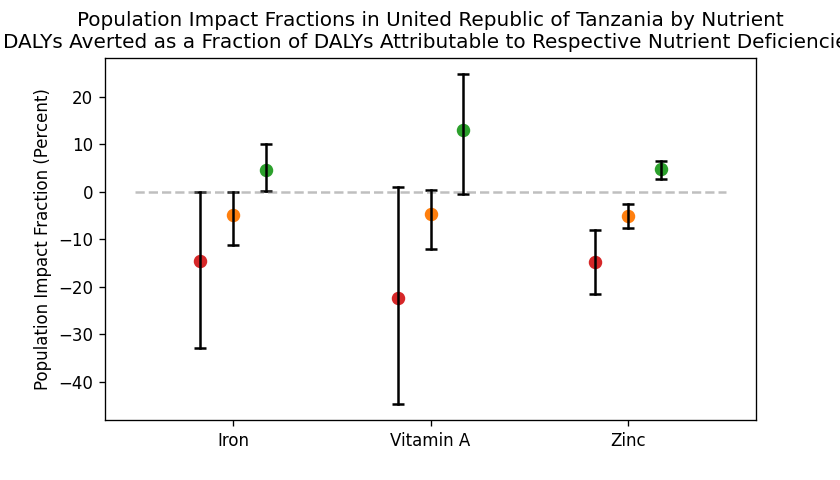 Population Impact Fractions in United Republic of Tanzania by Nutrient
DALYs Averted as a Fraction of DALYs Attributable to Respective Nutrient Deficiencie
Population Impact Fraction (Percent)
20
10
0
−10
−20
−30
−40
Iron Vitamin A Zinc